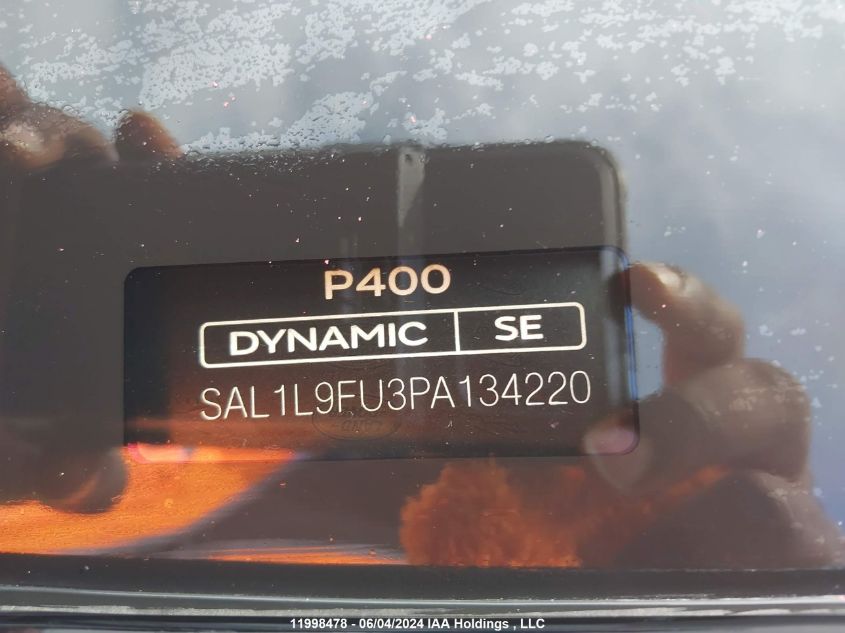 P400
DYNAMIC SE
SAL1L9FU3PA134220
11998478 - 06/04/2024 IAA Holdings , LLC